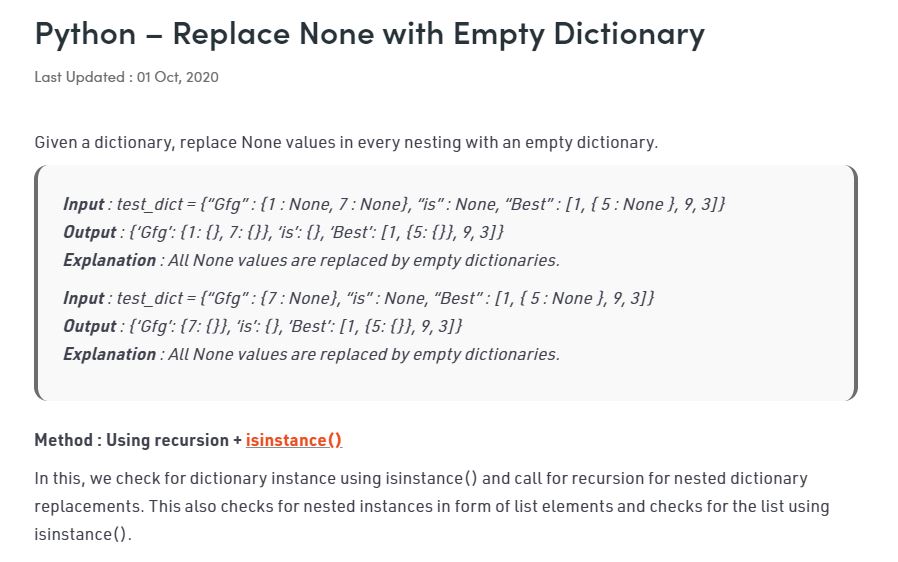 Python – Replace None with Empty Dictionary
Last Updated : 01 Oct, 2020
Given a dictionary, replace None values in every nesting with an empty dictionary.
Input : test_dict = {“Gfg” : {1 : None, 7 : None}, “is” : None, “Best” : [1, { 5 : None }, 9, 3]}
Output : {‘Gfg’: {1: {}, 7: {}}, ‘is’: {}, ‘Best’: [1, {5: {}}, 9, 3]}
Explanation : All None values are replaced by empty dictionaries.
Input : test_dict = {“Gfg” : {7 : None}, “is” : None, “Best” : [1, { 5 : None }, 9, 3]}
Output : {‘Gfg’: {7: {}}, ‘is’: {}, ‘Best’: [1, {5: {}}, 9, 3]}
Explanation : All None values are replaced by empty dictionaries.
Method : Using recursion + isinstance()
In this, we check for dictionary instance using isinstance() and call for recursion for nested dictionary
replacements. This also checks for nested instances in form of list elements and checks for the list using
isinstance().